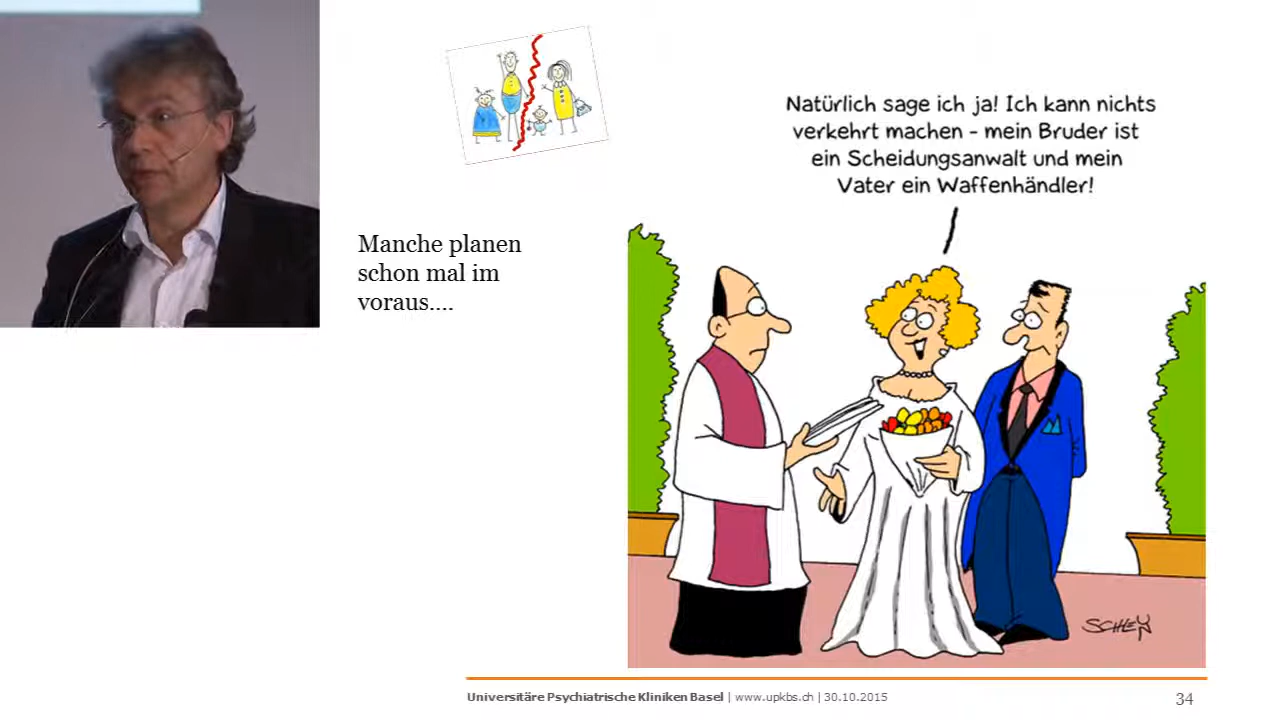 Natürlich sage ich ja! Ich kann nichts
verkehrt machen - mein Bruder ist
ein Scheidungsanwalt und mein
Vater ein Waffenhändler!
Manche planen
schon mal im
voraus....
SCHLEY
Universitäre Psychiatrische Kliniken Basel | www.upkbs.ch | 30.10.2015
34